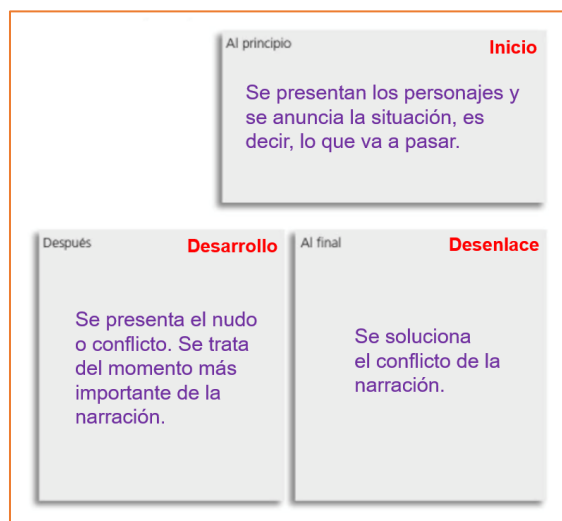 Al principio
Inicio
Se presentan los personajes y
se anuncia la situación, es
decir, lo que va a pasar.
Después
Desarrollo
Se presenta el nudo
o conflicto. Se trata
del momento más
importante de la
narración.
Al final
Desenlace
Se soluciona
el conflicto de la
narración.